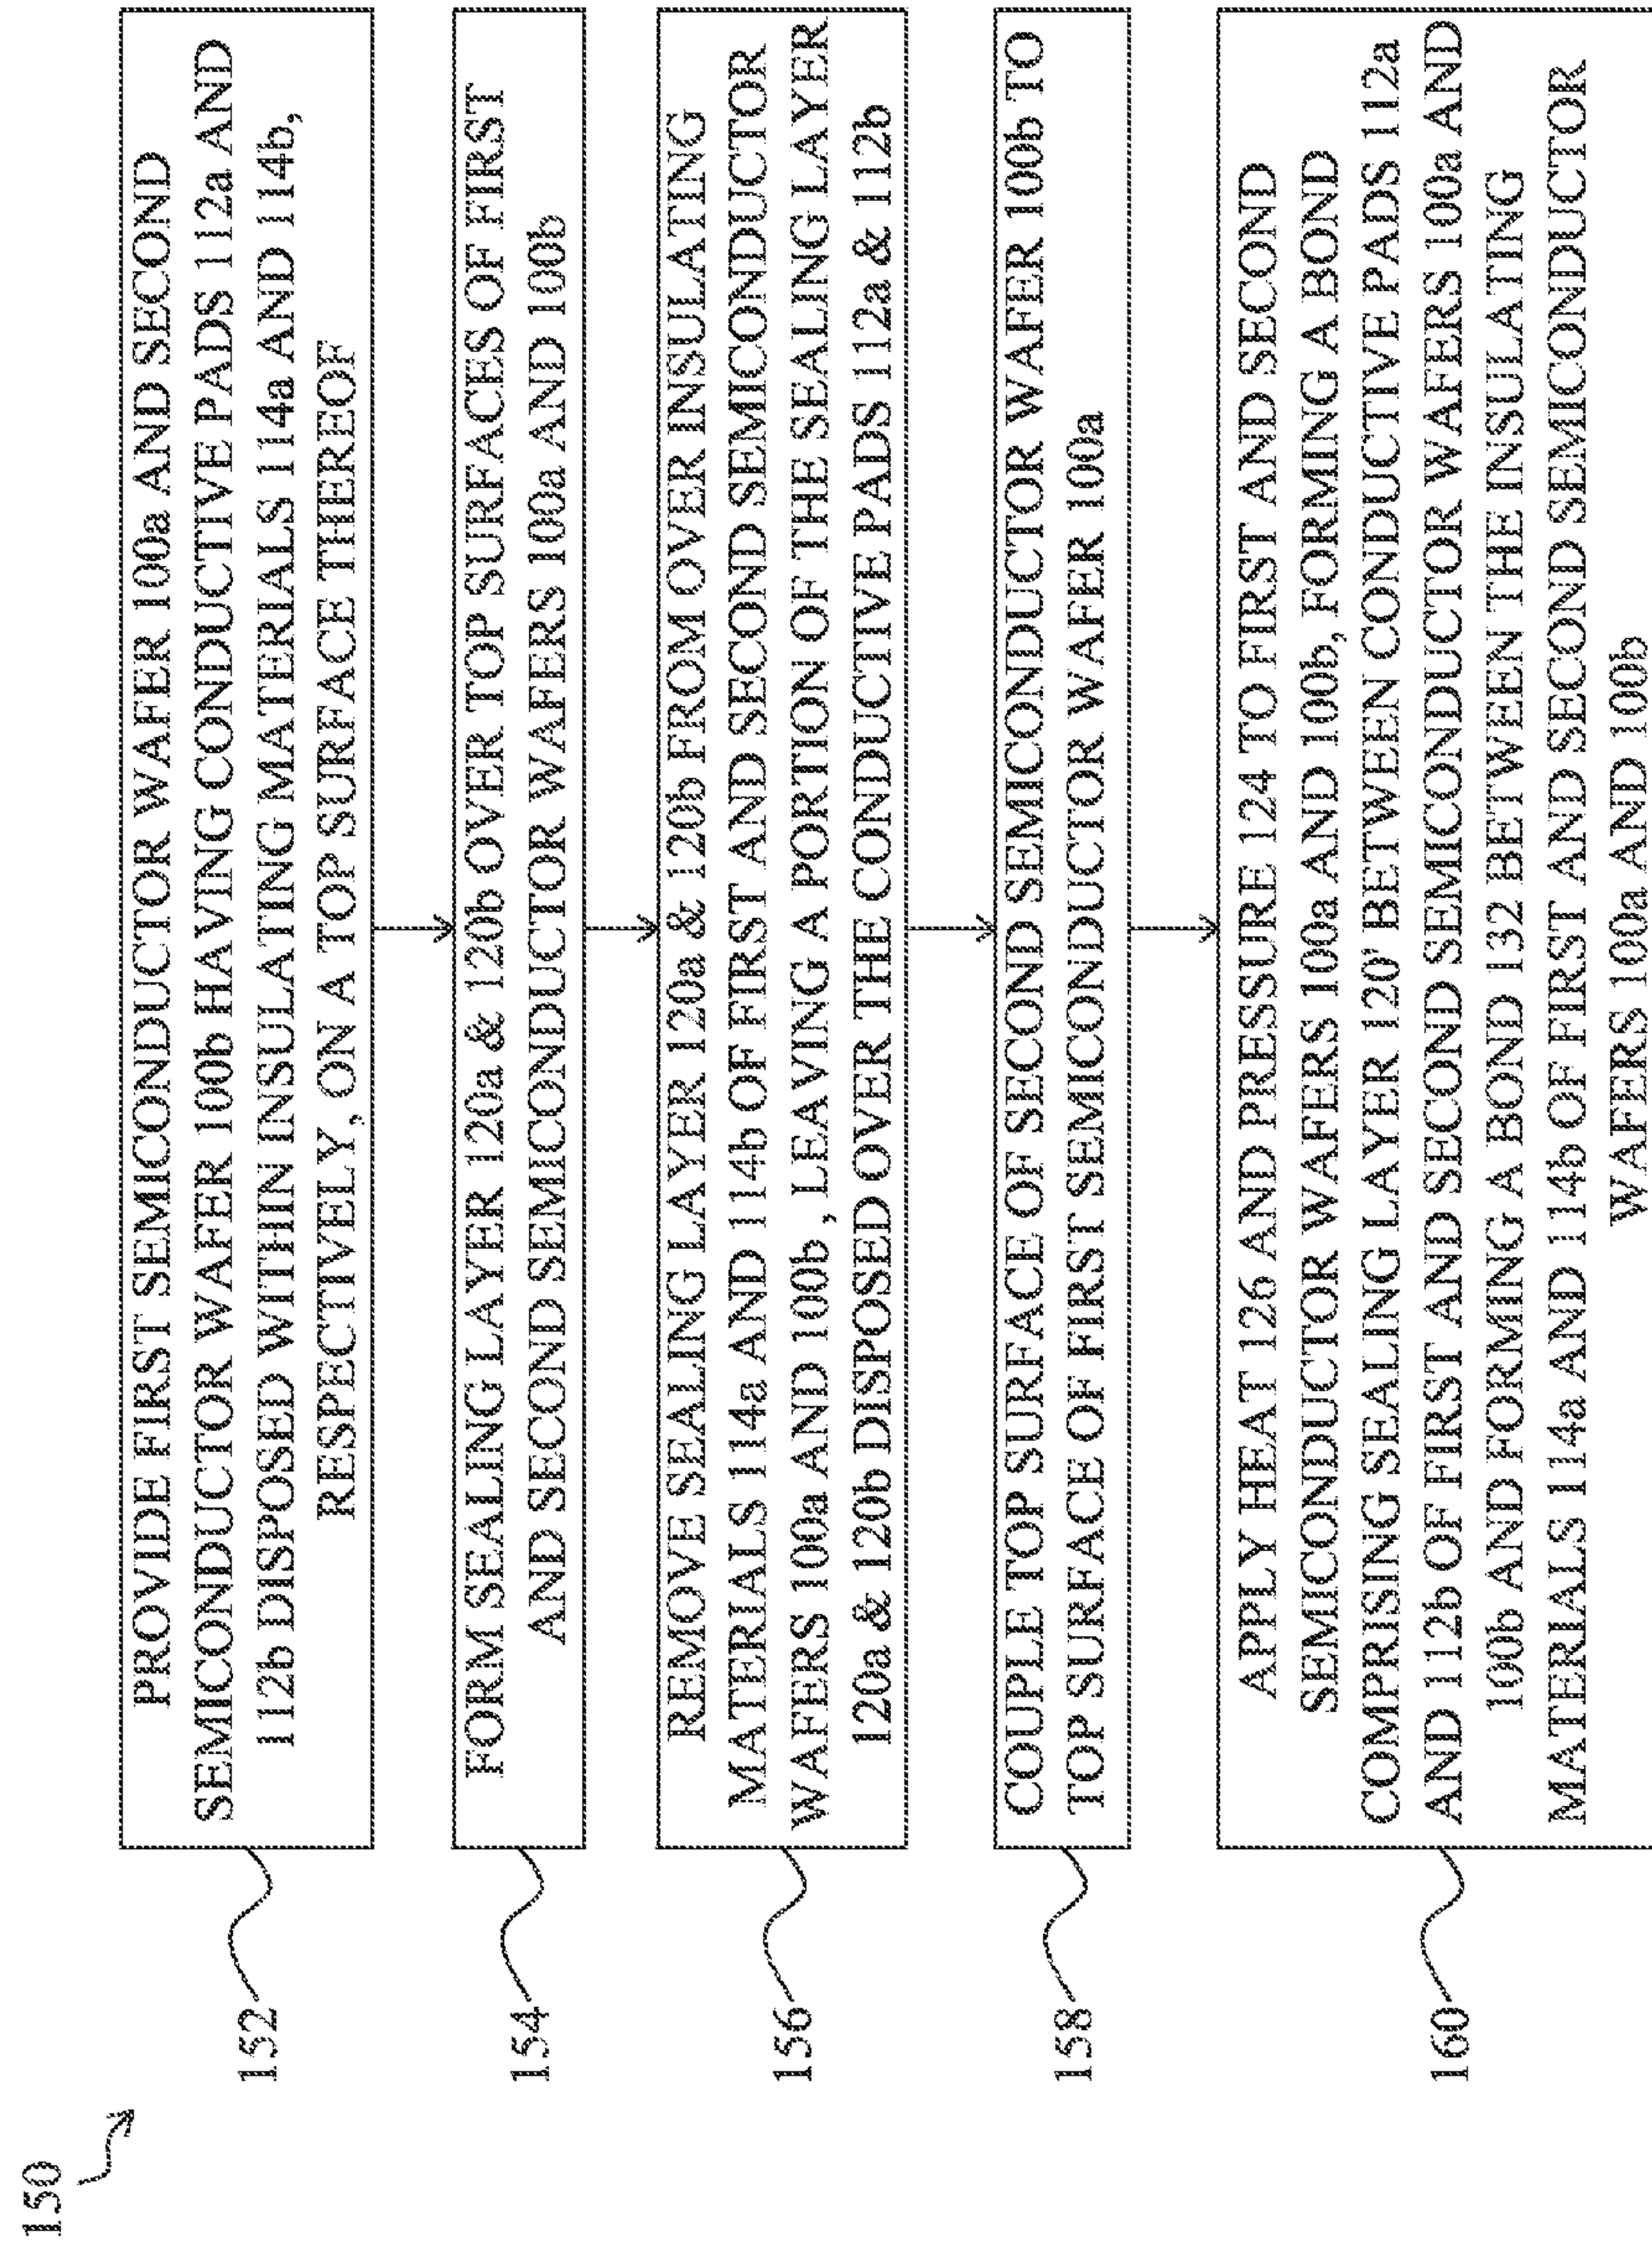 150
152
PROVIDE FIRST SEMICONDUCTOR WAFER 100a AND SECOND
SEMICONDUCTOR WAFER 100b HAVING CONDUCTIVE PADS 112a AND
112b DISPOSED WITHIN INSULATING MATERIALS 114a AND 114b,
RESPECTIVELY, ON A TOP SURFACE THEREOF
154
FORM SEALING LAYER 120a & 120b OVER TOP SURFACES OF FIRST
AND SECOND SEMICONDUCTOR WAFERS 100a AND 100b
156
REMOVE SEALING LAYER 120a & 120b FROM OVER INSULATING
MATERIALS 114a AND 114b OF FIRST AND SECOND SEMICONDUCTOR
WAFERS 100a AND 100b , LEAVING A PORTION OF THE SEALING LAYER
120a & 120b DISPOSED OVER THE CONDUCTIVE PADS 112a & 112b
158
COUPLE TOP SURFACE OF SECOND SEMICONDUCTOR WAFER 100b TO
TOP SURFACE OF FIRST SEMICONDUCTOR WAFER 100a
160
APPLY HEAT 126 AND PRESSURE 124 TO FIRST AND SECOND
SEMICONDUCTOR WAFERS 100a AND 100b, FORMING A BOND
COMPRISING SEALING LAYER 120' BETWEEN CONDUCTIVE PADS 112a
AND 112b OF FIRST AND SECOND SEMICONDUCTOR WAFERS 100a AND
100b AND FORMING A BOND 132 BETWEEN THE INSULATING
MATERIALS 114a AND 114b OF FIRST AND SECOND SEMICONDUCTOR
WAFERS 100a AND 100b